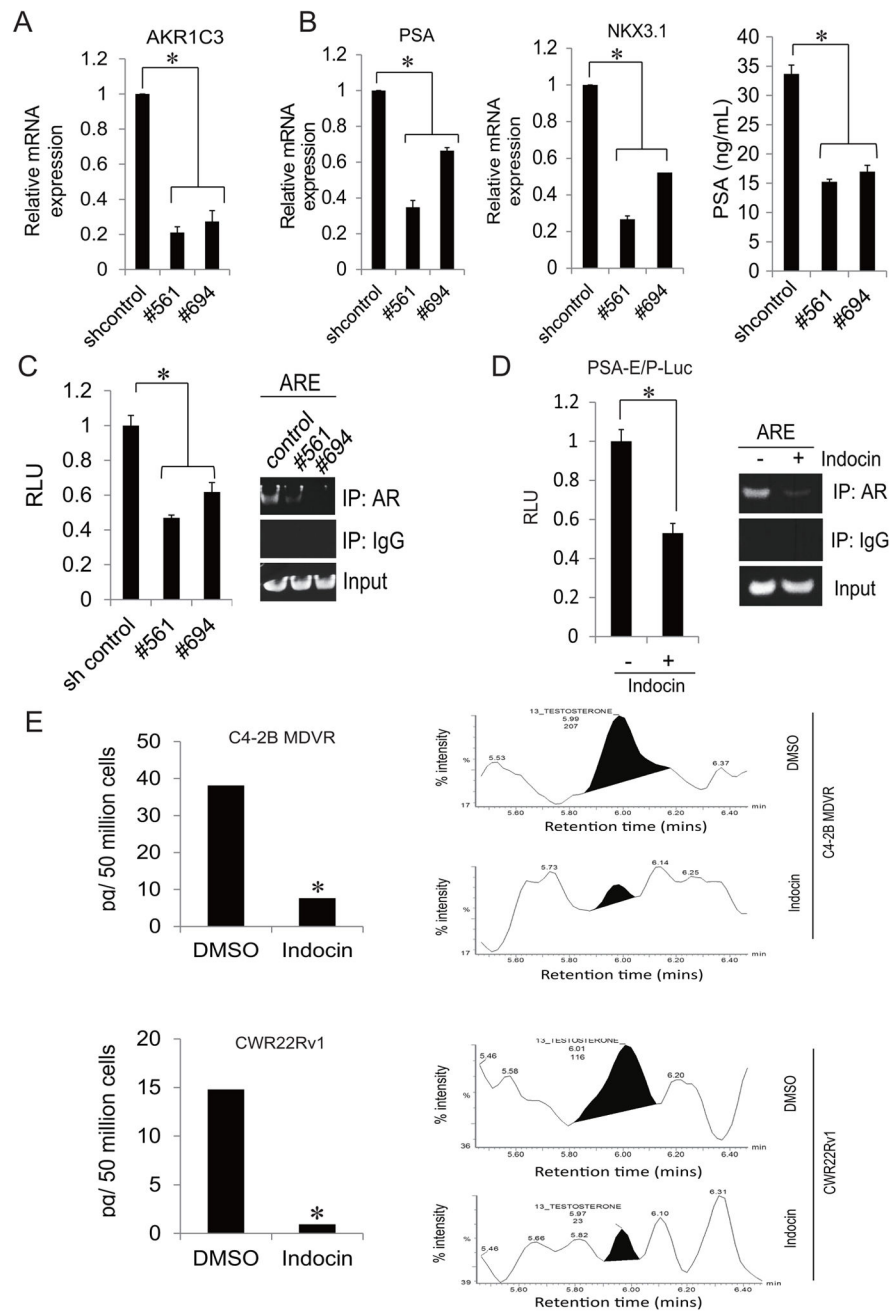 A
AKR1C3
Relative mRNA
expression
1.2
1
0.8
0.6
0.4
0.2
0
*
shcontrol
#561
#694
B
PSA
Relative mRNA
expression
1.2
1
0.8
0.6
0.4
0.2
0
*
shcontrol
#561
#694
NKX3.1
Relative mRNA
expression
1.2
1
0.8
0.6
0.4
0.2
0
*
shcontrol
#561
#694
PSA (ng/mL)
40
35
30
25
20
15
10
5
0
*
shcontrol
#561
#694
C
RLU
1.2
1
0.8
0.6
0.4
0.2
0
*
sh control
#561
#694
ARE
control
#561
#694
IP: AR
IP: IgG
Input
D
PSA-E/P-Luc
RLU
1.2
1
0.8
0.6
0.4
0.2
0
*
- +
Indocin
ARE
- + Indocin
IP: AR
IP: IgG
Input
E
C4-2B MDVR
pg/ 50 million cells
50
40
30
20
10
0
*
DMSO Indocin
13_TESTOSTERONE
5.99
207
5.53
6.37
% intensity
%
17
min
5.60 5.80 6.00 6.20 6.40
Retention time (mins)
DMSO
5.73
6.14
6.25
% intensity
%
17
min
5.60 5.80 6.00 6.20 6.40
Retention time (mins)
Indocin
C4-2B MDVR
CWR22Rv1
pg/ 50 million cells
20
15
10
5
0
*
DMSO Indocin
13_TESTOSTERONE
6.01
116
5.46
5.58
6.20
% intensity
%
36
min
5.60 5.80 6.00 6.20 6.40
Retention time (mins)
DMSO
13_TESTOSTERONE
5.97
23
5.46
5.66
5.82
6.10
6.31
% intensity
%
39
min
5.60 5.80 6.00 6.20 6.40
Retention time (mins)
Indocin
CWR22Rv1